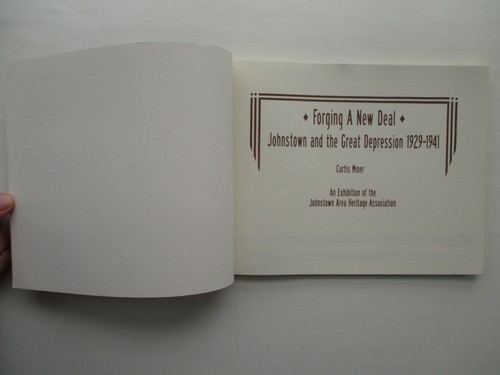 Forging A New Deal
Johnstown and the Great Depression 1929-1941
Curtis Miner
An Exhibition of the
Johnstown Area Heritage Association